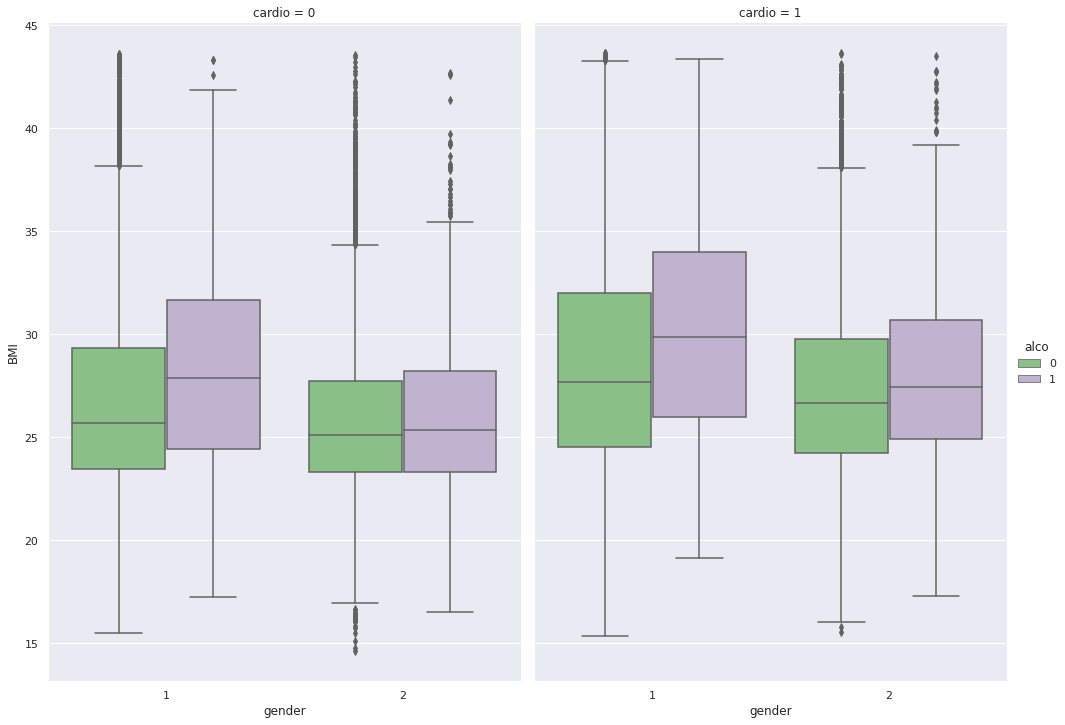 cardio = 0
cardio = 1
45
40
35
30
25
20
15
BMI
1
2
gender
1
2
gender
alco
0
1